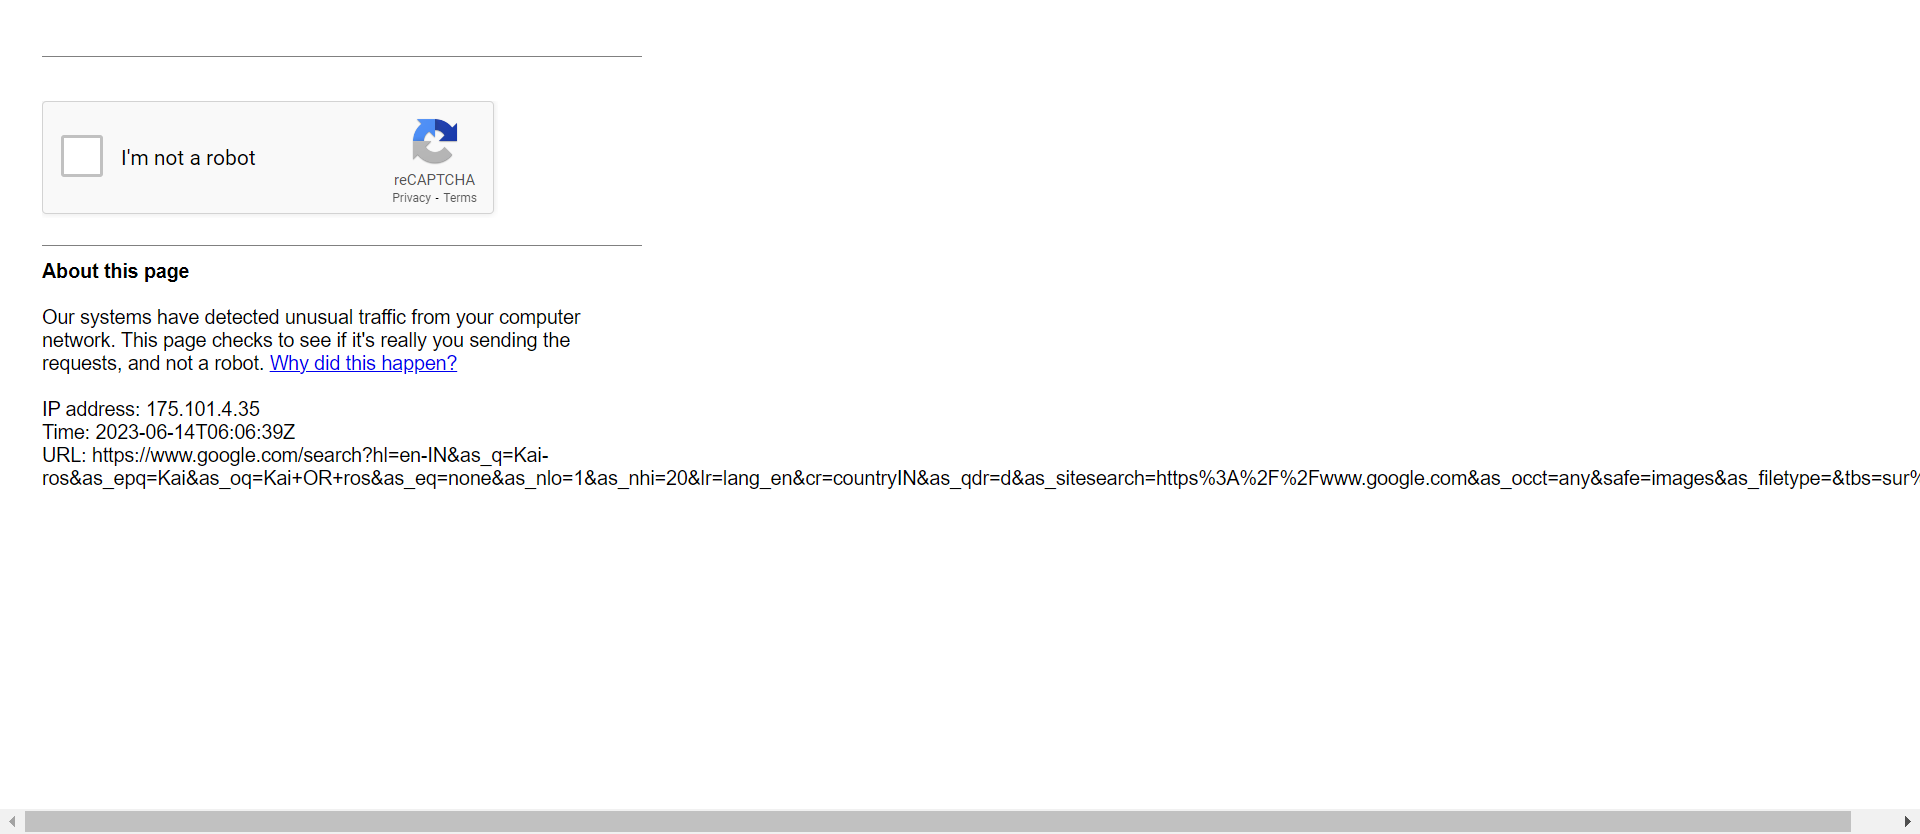 I'm not a robot
reCAPTCHA
Privacy - Terms
About this page
Our systems have detected unusual traffic from your computer
network. This page checks to see if it's really you sending the
requests, and not a robot. Why did this happen?
IP address: 175.101.4.35
Time: 2023-06-14T06:06:39Z
URL: https://www.google.com/search?hl=en-IN&as_q=Kai-
ros&as_epq=Kai&as_oq=Kai+OR+ros&as_eq=none&as_nlo=1&as_nhi=20&lr=lang_en&cr=countryIN&as_qdr=d&as_sitesearch=https%3A%2F%2Fwww.google.com&as_occt=any&safe=images&as_filetype=&tbs=sur%